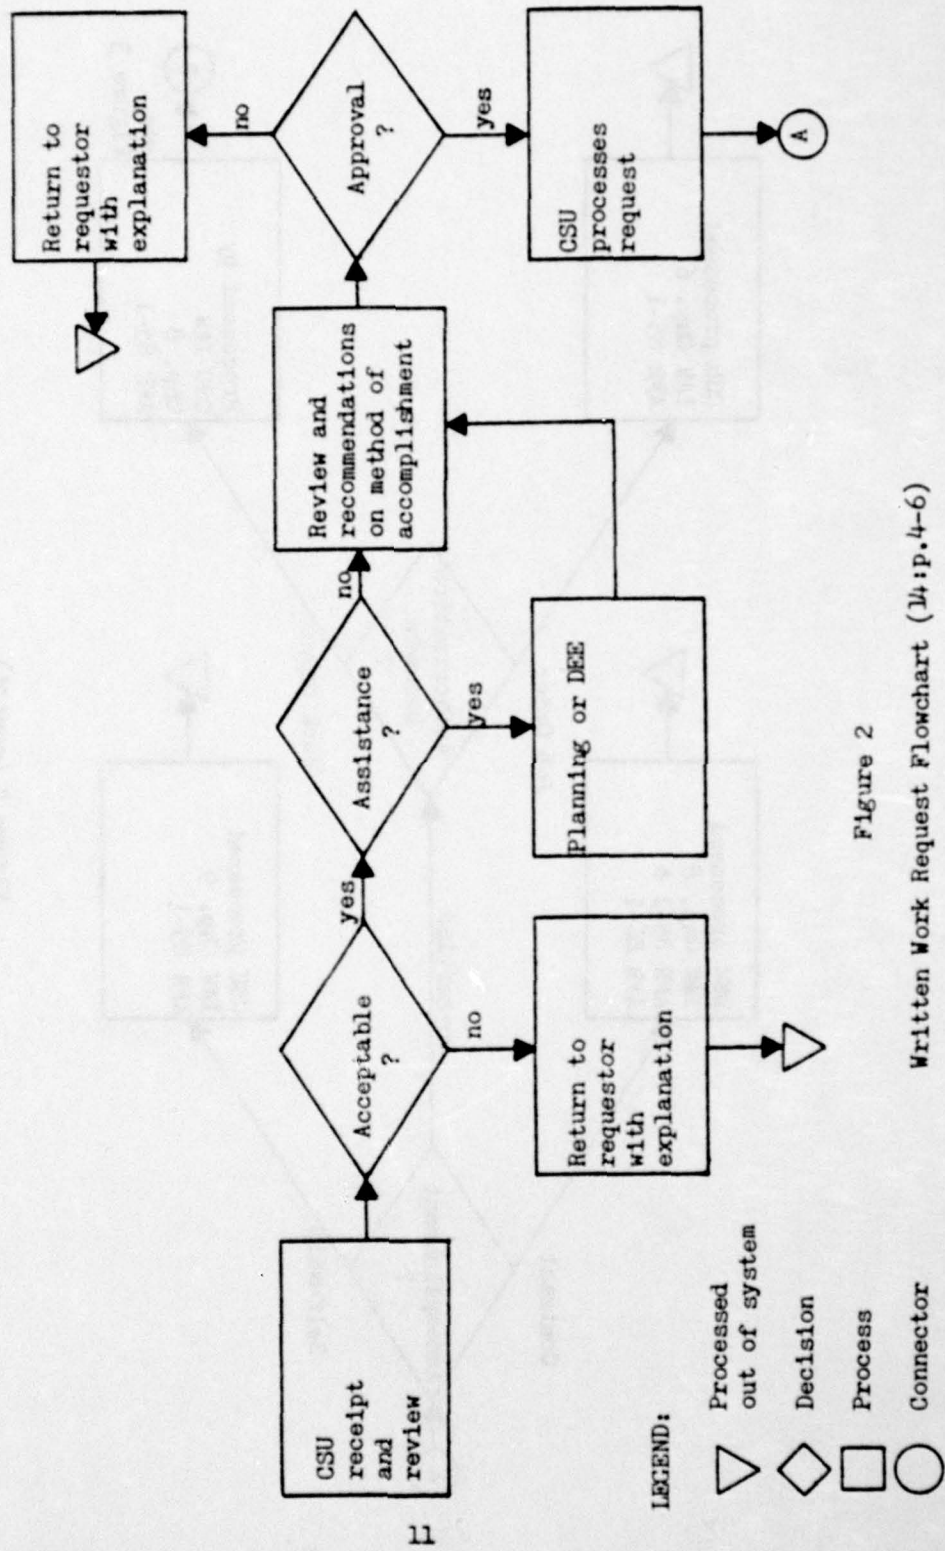 CSU
receipt
and
review
Acceptable
?
yes
no
Return to
requestor
with
explanation
Assistance
?
no
yes
Planning or DEE
Review and
recommendations
on method of
accomplishment
Approval
?
no
Return to
requestor
with
explanation
yes
CSU
processes
request
A
LEGEND:
Processed
out of system
Decision
Process
Connector
Figure 2
Written Work Request Flowchart (14:p.4-6)
11